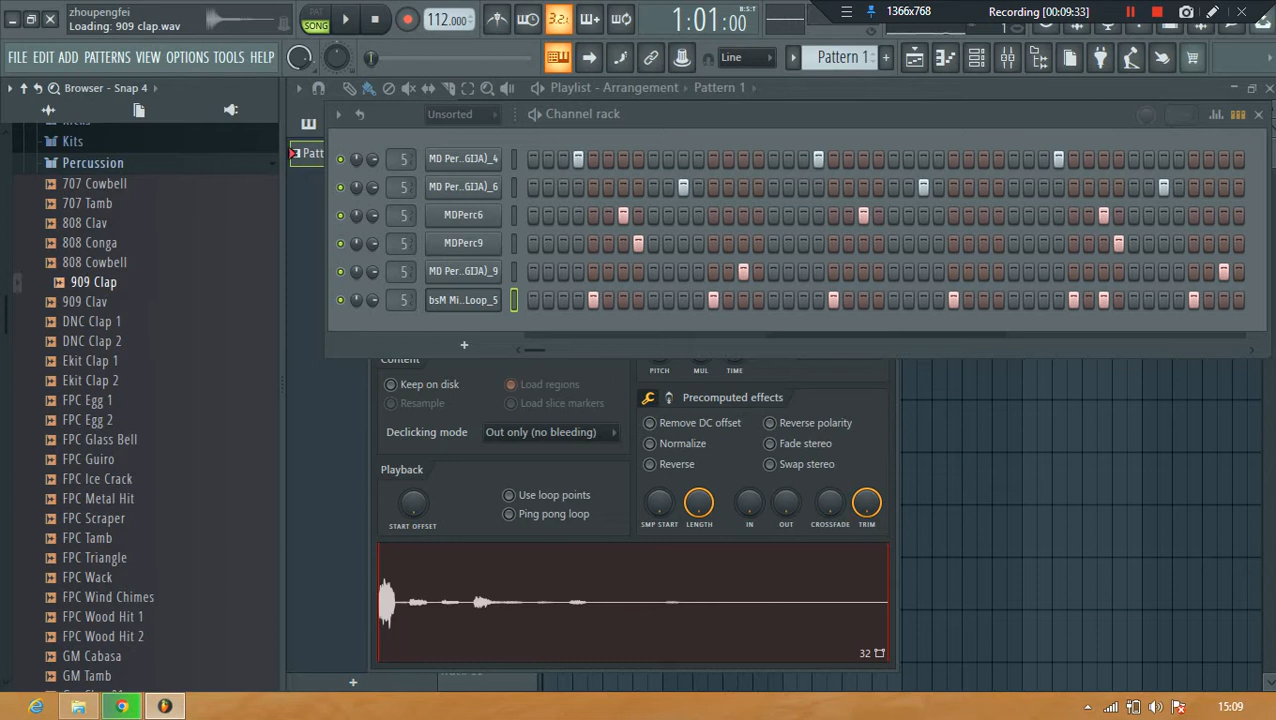 zhoupengfei
Loading: 909 clap.wav
PAT
SONG
112.000
3.2:
1:01:00
B:S:T
1366x768
Recording [00:09:33]
FILE EDIT ADD PATTERNS VIEW OPTIONS TOOLS HELP
Line
Pattern 1
Browser - Snap 4
Playlist - Arrangement
Pattern 1
Unsorted
Channel rack
Kits
Percussion
707 Cowbell
707 Tamb
808 Clav
808 Conga
808 Cowbell
909 Clap
909 Clav
DNC Clap 1
DNC Clap 2
Ekit Clap 1
Ekit Clap 2
FPC Egg 1
FPC Egg 2
FPC Glass Bell
FPC Guiro
FPC Ice Crack
FPC Metal Hit
FPC Scraper
FPC Tamb
FPC Triangle
FPC Wack
FPC Wind Chimes
FPC Wood Hit 1
FPC Wood Hit 2
GM Cabasa
GM Tamb
Patt
5 MD Per..GIJA)_4
5 MD Per..GIJA)_6
5 MDPerc6
5 MDPerc9
5 MD Per..GIJA)_9
5 bsM Mi..Loop_5
Content
Keep on disk
Load regions
Resample
Load slice markers
Declicking mode
Out only (no bleeding)
Playback
START OFFSET
Use loop points
Ping pong loop
PITCH
MUL
TIME
Precomputed effects
Remove DC offset
Reverse polarity
Normalize
Fade stereo
Reverse
Swap stereo
SMP START
LENGTH
IN
OUT
CROSSFADE
TRIM
32
15:09